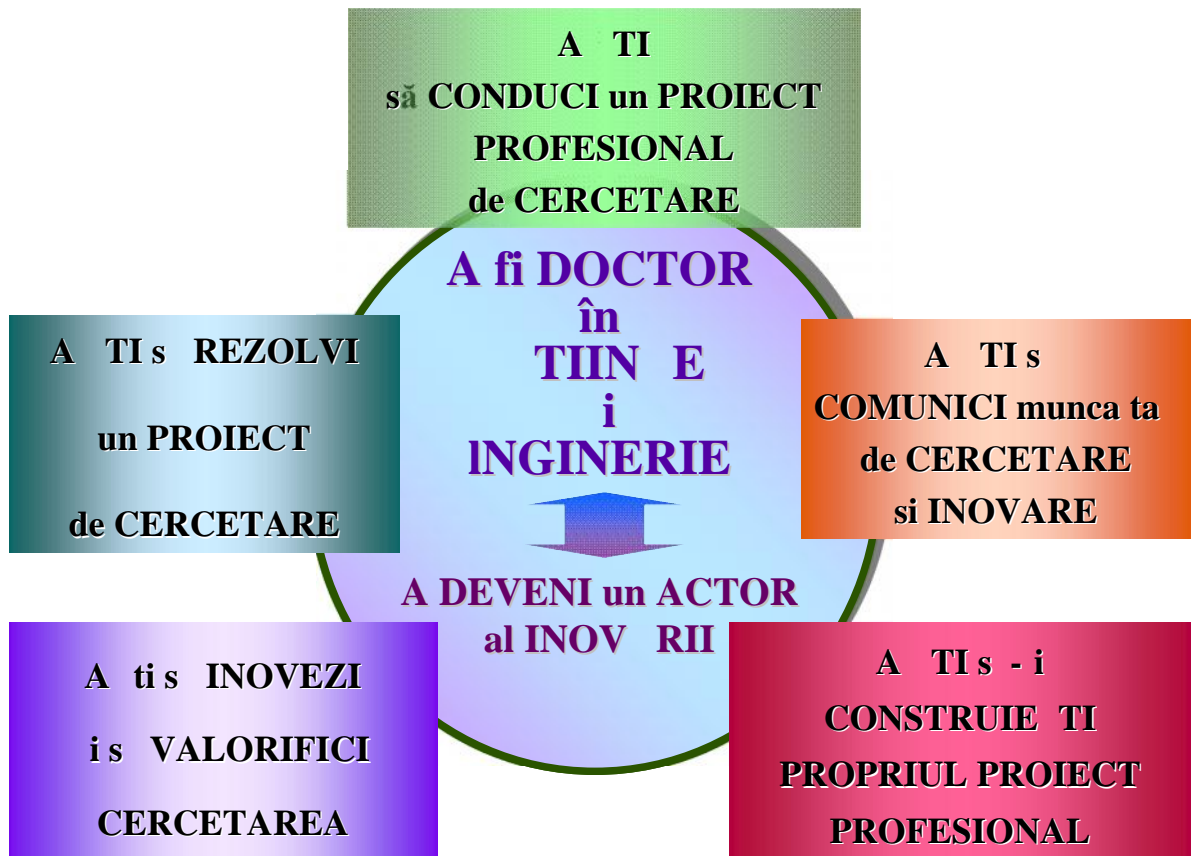 A TI
să CONDUCI un PROIECT
PROFESIONAL
de CERCETARE
A fi DOCTOR
în
TIIN E
i
INGINERIE
A DEVENI un ACTOR
al INOV RII
A TI s REZOLVI
un PROIECT
de CERCETARE
A TI s
COMUNICI munca ta
de CERCETARE
si INOVARE
A ti s INOVEZI
i s VALORIFICI
CERCETAREA
A TI s - i
CONSTRUIE TI
PROPRIUL PROIECT
PROFESIONAL